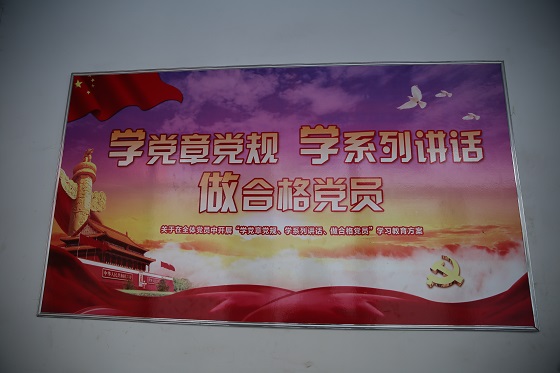 学党章党规 学系列讲话
做合格党员
关于在全体党员中开展“学党章党规、学系列讲话、做合格党员”学习教育方案